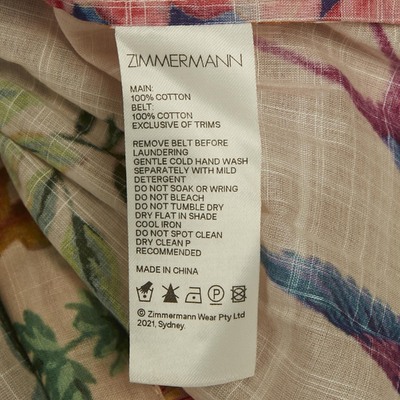 ZIMMERMANN
MAIN:
100% COTTON
BELT:
100% COTTON
EXCLUSIVE OF TRIMS
REMOVE BELT BEFORE
LAUNDERING
GENTLE COLD HAND WASH
SEPARATELY WITH MILD
DETERGENT
DO NOT SOAK OR WRING
DO NOT BLEACH
DO NOT TUMBLE DRY
DRY FLAT IN SHADE
COOL IRON
DO NOT SPOT CLEAN
DRY CLEAN P
RECOMMENDED
MADE IN CHINA
P
© Zimmermann Wear Pty Ltd
2021, Sydney.